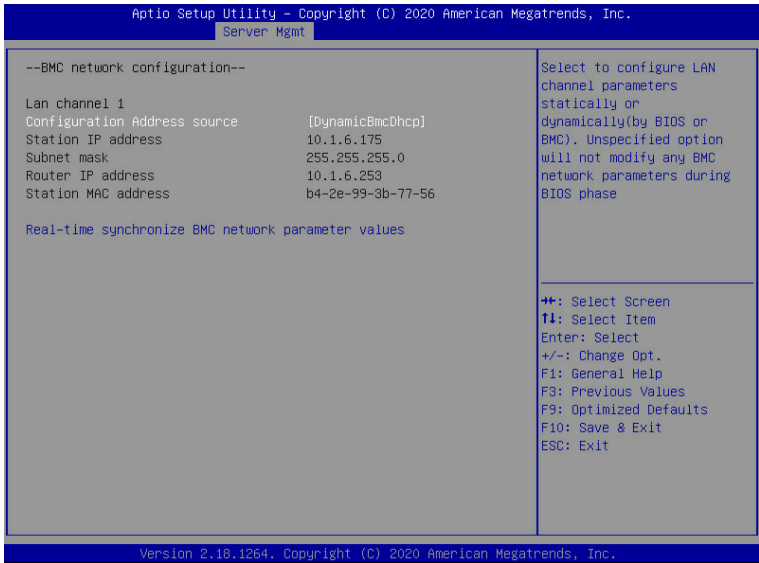 Aptio Setup Utility – Copyright (C) 2020 American Megatrends, Inc.
Server Mgmt
--BMC network configuration--
Lan channel 1
Configuration Address source [DynamicBmcDhcp]
Station IP address 10.1.6.175
Subnet mask 255.255.255.0
Router IP address 10.1.6.253
Station MAC address b4-2e-99-3b-77-56
Real-time synchronize BMC network parameter values
Select to configure LAN
channel parameters
statically or
dynamically(by BIOS or
BMC). Unspecified option
will not modify any BMC
network parameters during
BIOS phase
→←: Select Screen
↑↓: Select Item
Enter: Select
+/-: Change Opt.
F1: General Help
F3: Previous Values
F9: Optimized Defaults
F10: Save & Exit
ESC: Exit
Version 2.18.1264. Copyright (C) 2020 American Megatrends, Inc.